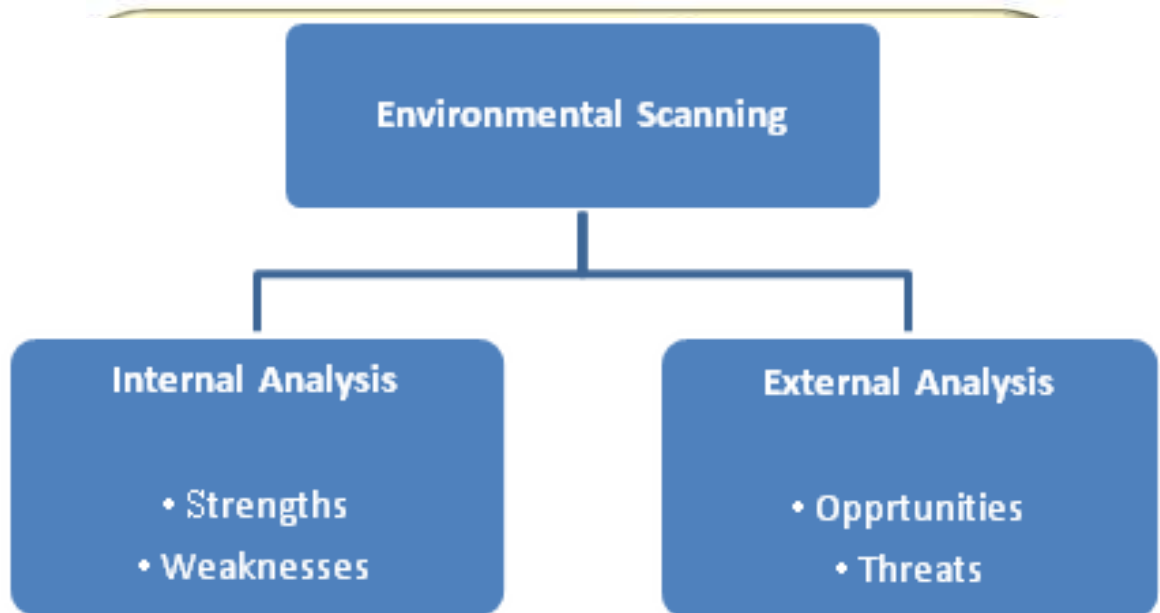 Environmental Scanning
Internal Analysis
• Strengths
• Weaknesses
External Analysis
• Opprtunities
• Threats